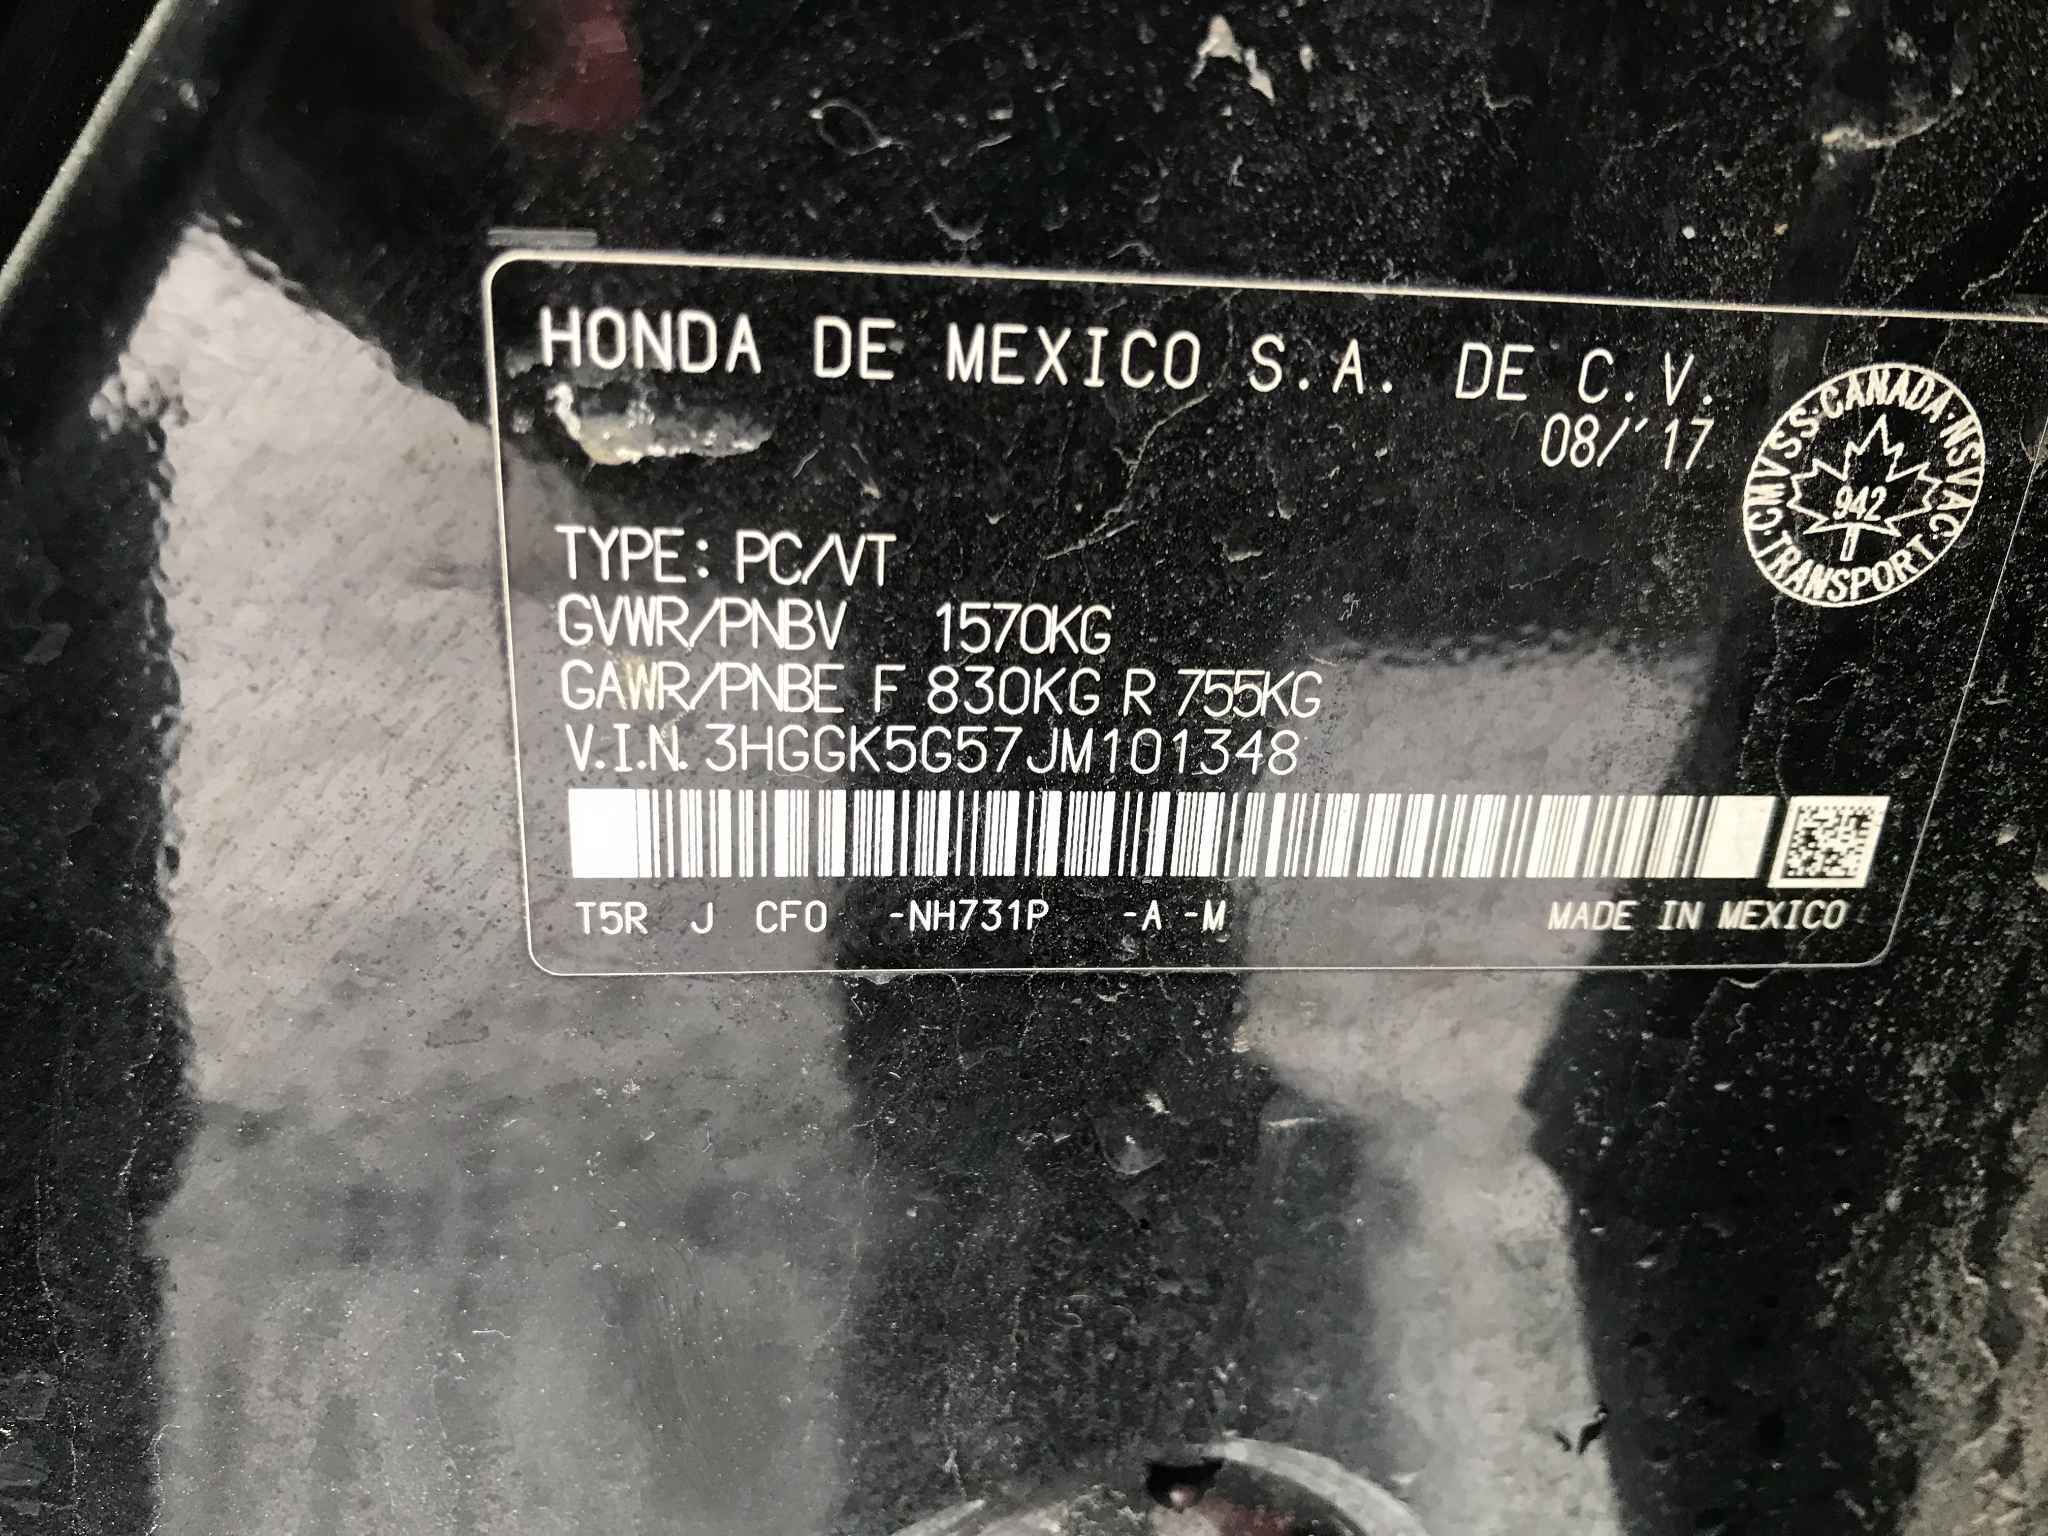 HONDA DE MEXICO S.A. DE C.V.
08/'17
CMVSS·CANADA·NSVAC·TRANSPORT·
942
TYPE: PC/VT
GVWR/PNBV 1570KG
GAWR/PNBE F 830KG R 755KG
V.I.N. 3HGGK5G57JM101348
T5R J CF0 -NH731P -A -M
MADE IN MEXICO